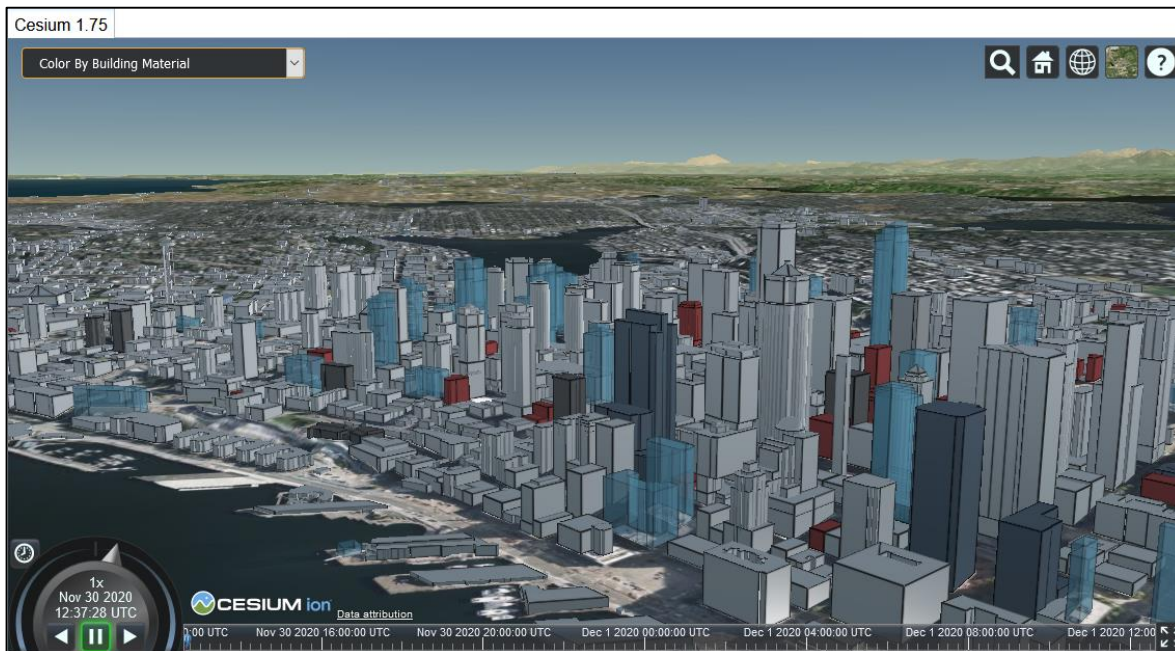 Cesium 1.75
Color By Building Material
?
1x
Nov 30 2020
12:37:28 UTC
CESIUM ion
Data attribution
0:00 UTC
Nov 30 2020 16:00:00 UTC
Nov 30 2020 20:00:00 UTC
Dec 1 2020 00:00:00 UTC
Dec 1 2020 04:00:00 UTC
Dec 1 2020 08:00:00 UTC
Dec 1 2020 12:00